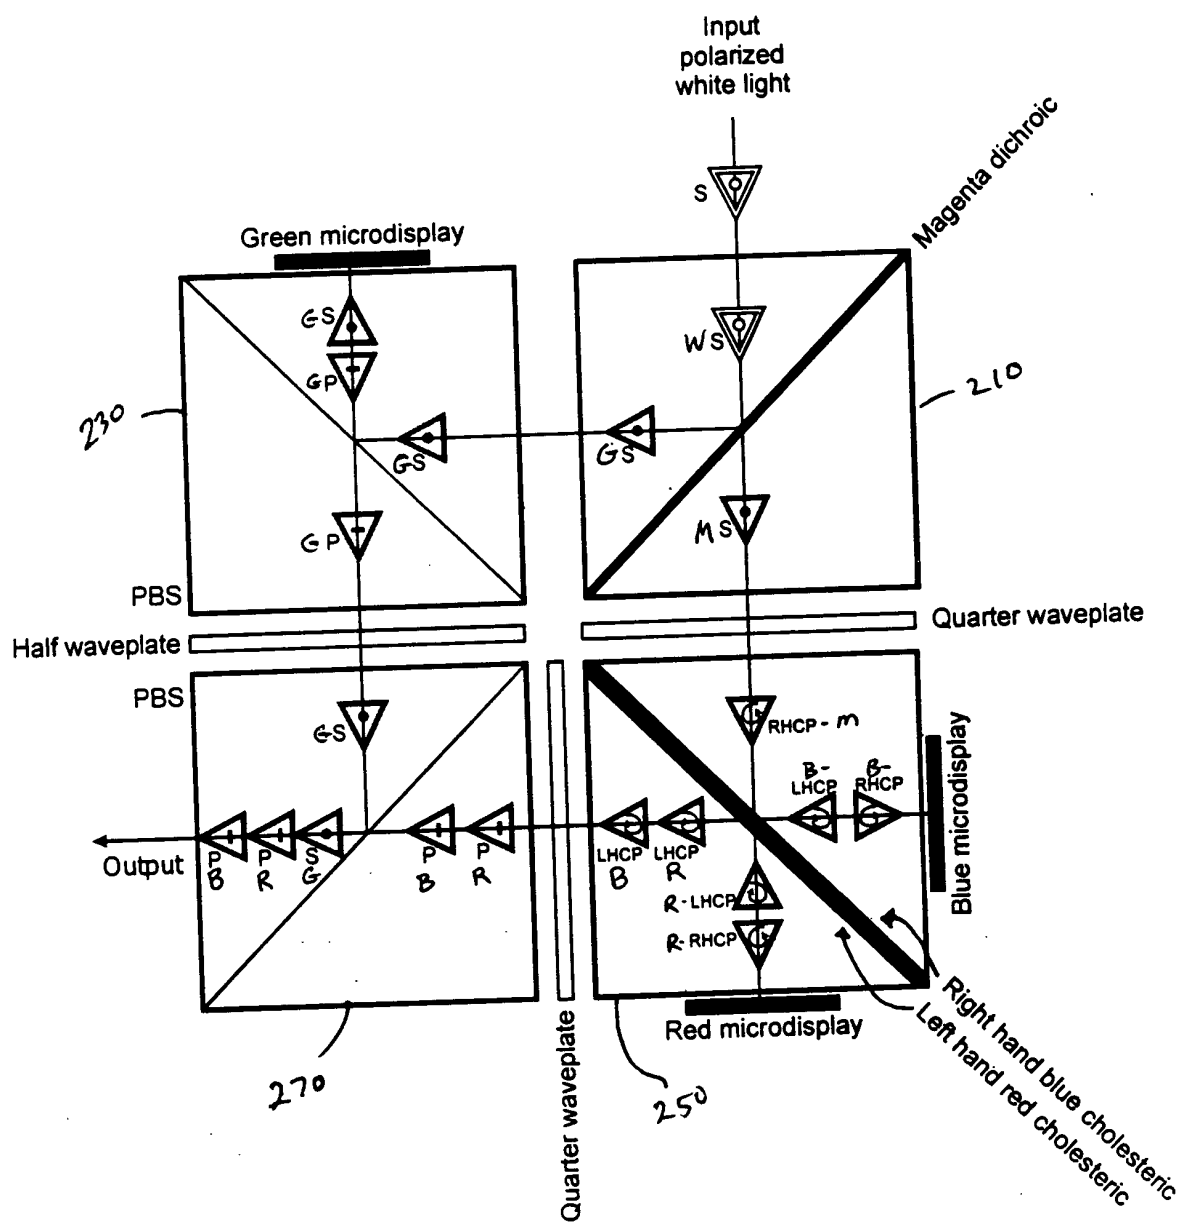 Input
polarized
white light
S
Magenta dichroic
Green microdisplay
GS
WS
GP
210
230
GS
GS
GP
MS
PBS
Half waveplate
Quarter waveplate
PBS
GS
RHCP-M
B-
LHCP
B-
RHCP
Blue microdisplay
Output
P
B
P
R
S
G
P
B
P
R
LHCP
B
LHCP
R
R-LHCP
R-RHCP
Red microdisplay
Right hand blue cholesteric
Left hand red cholesteric
270
Quarter waveplate
250